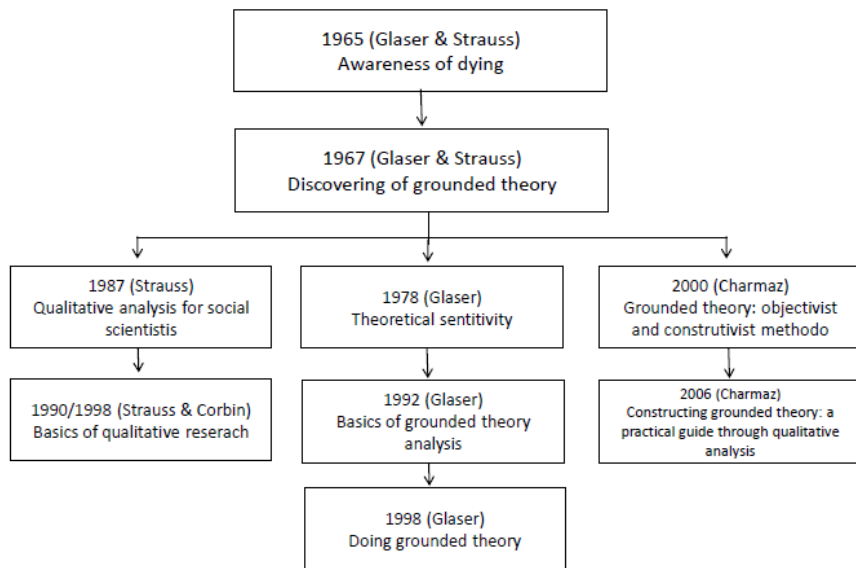 1965 (Glaser & Strauss)
Awareness of dying
1967 (Glaser & Strauss)
Discovering of grounded theory
1987 (Strauss)
Qualitative analysis for social
scientistis
1978 (Glaser)
Theoretical sentitivity
2000 (Charmaz)
Grounded theory: objectivist
and construtivist methodo
1990/1998 (Strauss & Corbin)
Basics of qualitative reserach
1992 (Glaser)
Basics of grounded theory
analysis
2006 (Charmaz)
Constructing grounded theory: a
practical guide through qualitative
analysis
1998 (Glaser)
Doing grounded theory